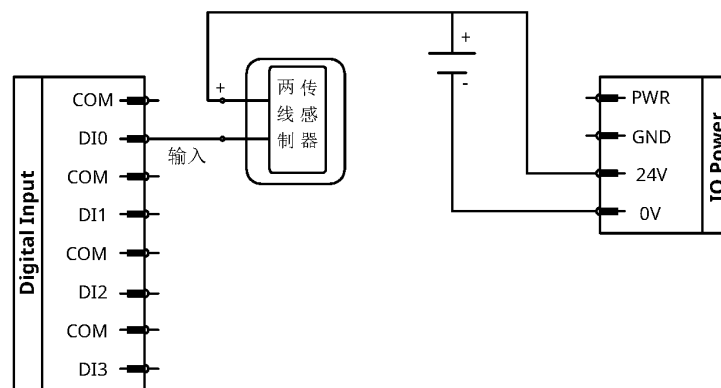 Digital Input
COM
DI0
COM
DI1
COM
DI2
COM
DI3
+
输入
两线制
传感器
+
-
PWR
GND
24V
0V
IO Power